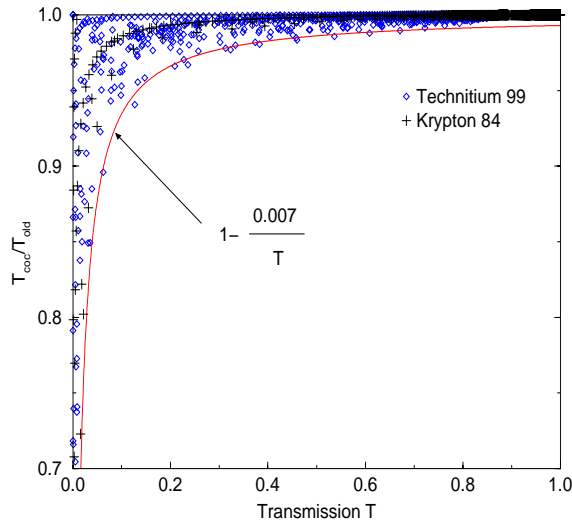 1.0
0.9
0.8
0.7
T_coc/T_old
Technitium 99
Krypton 84
1− 0.007
T
0.0 0.2 0.4 0.6 0.8 1.0
Transmission T